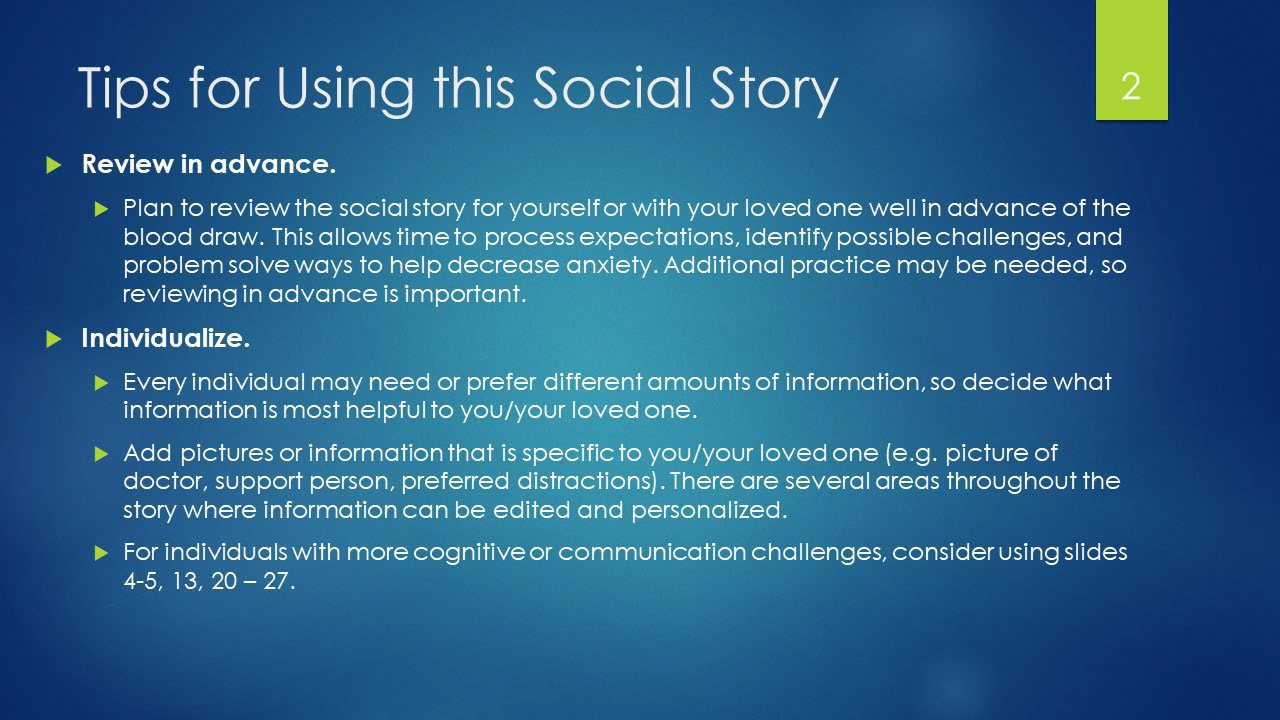 Tips for Using this Social Story
2
Review in advance.
Plan to review the social story for yourself or with your loved one well in advance of the
blood draw. This allows time to process expectations, identify possible challenges, and
problem solve ways to help decrease anxiety. Additional practice may be needed, so
reviewing in advance is important.
Individualize.
Every individual may need or prefer different amounts of information, so decide what
information is most helpful to you/your loved one.
Add pictures or information that is specific to you/your loved one (e.g. picture of
doctor, support person, preferred distractions). There are several areas throughout the
story where information can be edited and personalized.
For individuals with more cognitive or communication challenges, consider using slides
4-5, 13, 20 – 27.